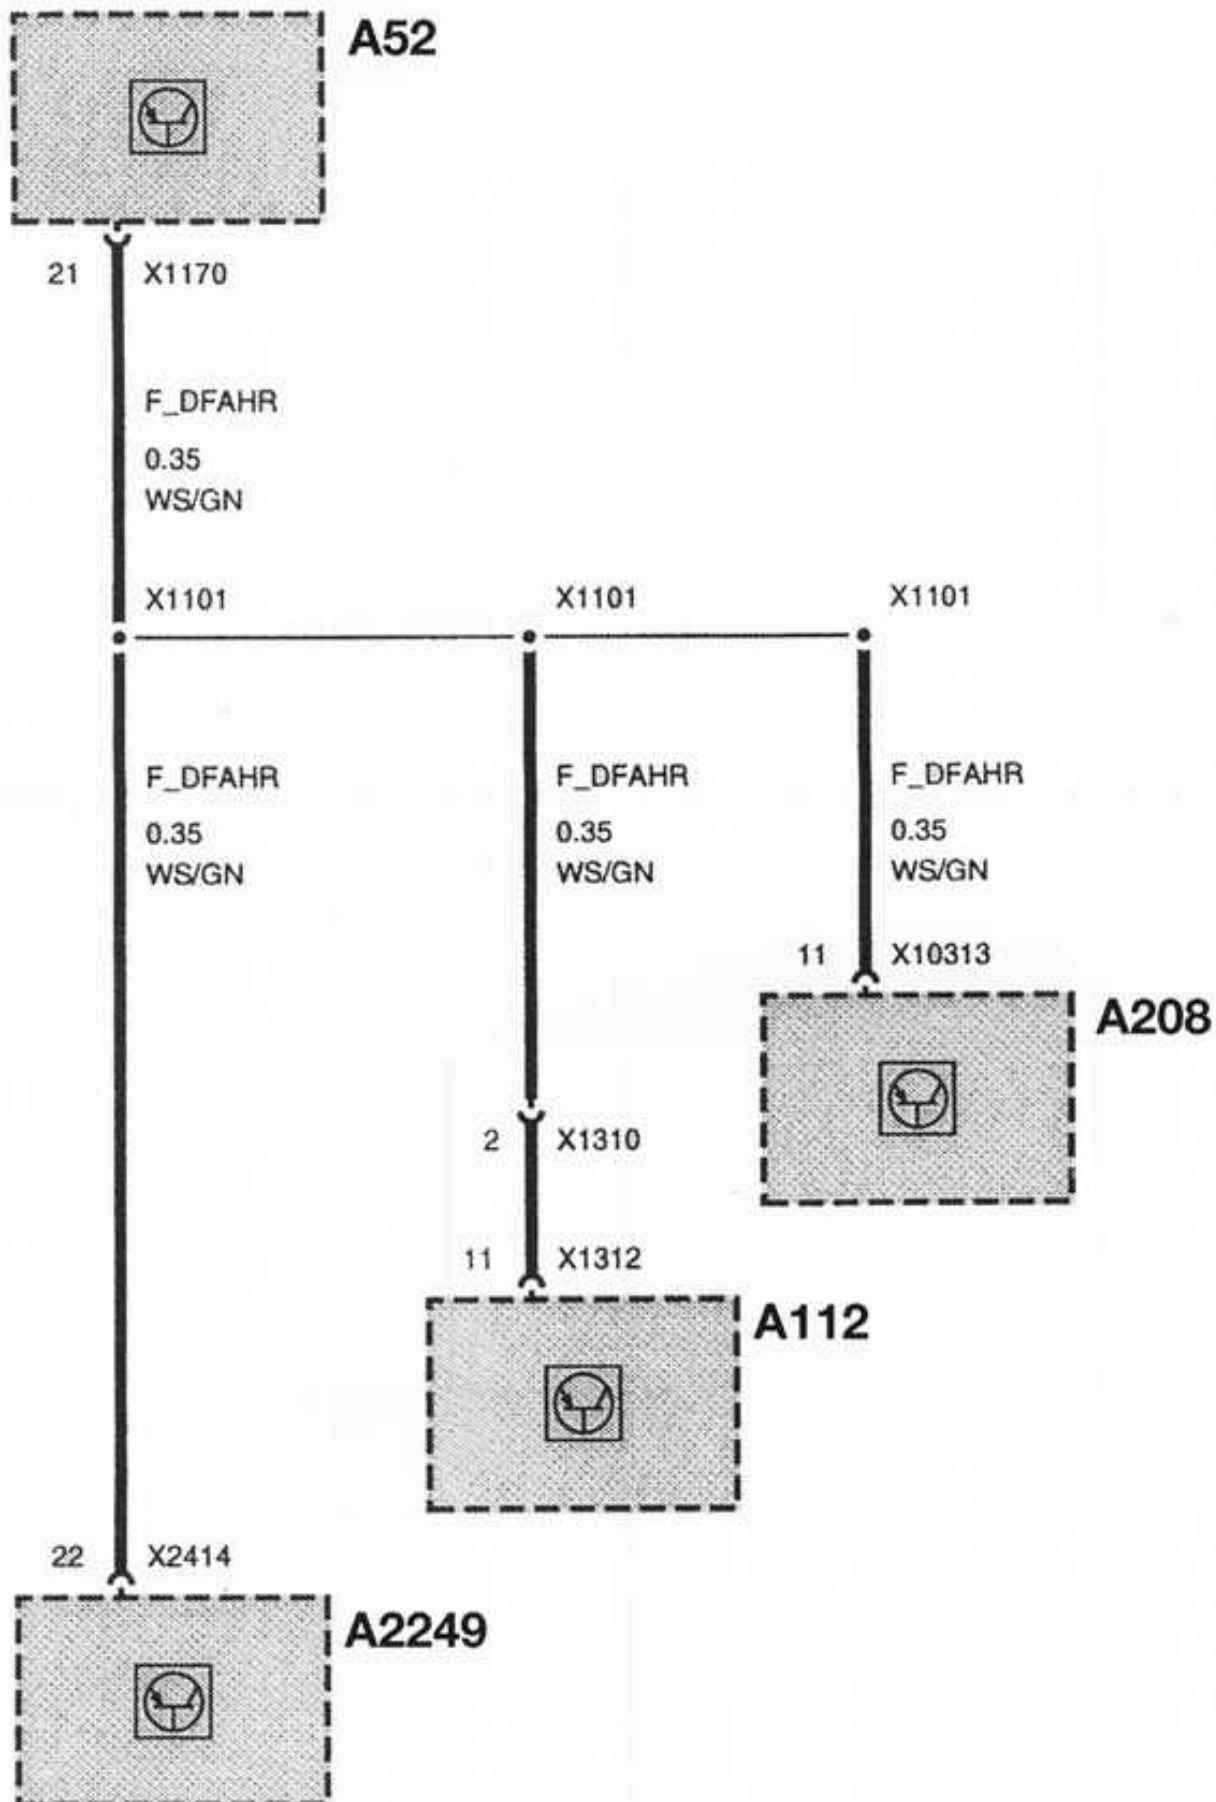 A52
21 X1170
F_DFAHR
0.35
WS/GN
X1101 X1101 X1101
F_DFAHR F_DFAHR F_DFAHR
0.35 0.35 0.35
WS/GN WS/GN WS/GN
11 X10313
A208
2 X1310
11 X1312
A112
22 X2414
A2249